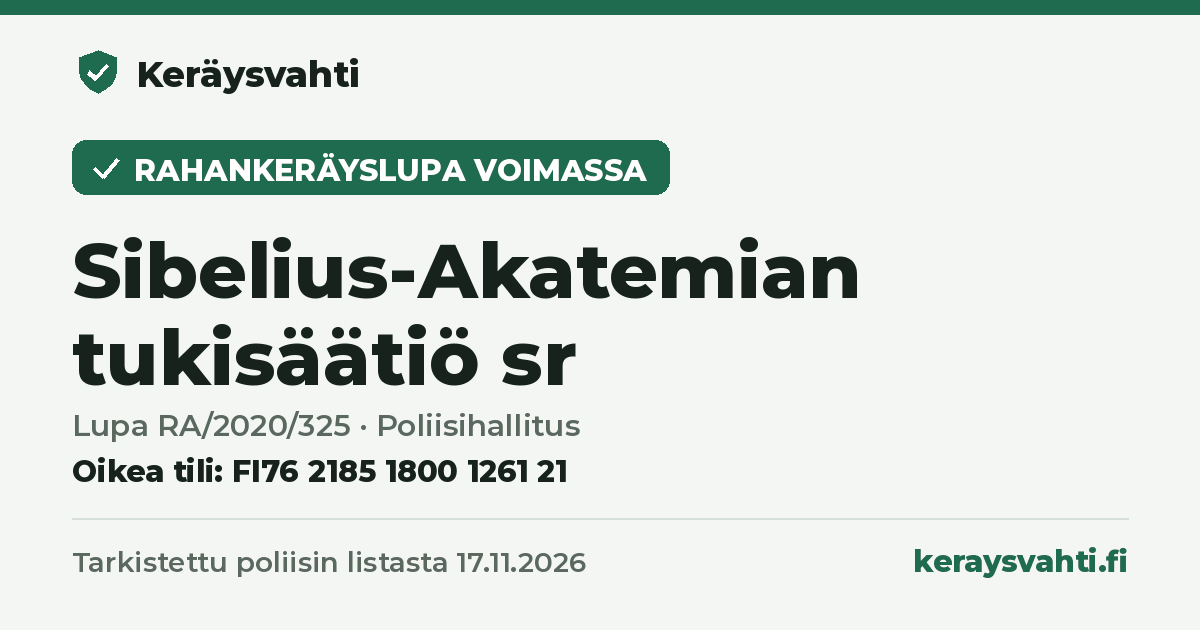 Keräysvahti
RAHANKERÄYSLUPA VOIMASSA
Sibelius-Akatemian
tukisäätiö sr
Lupa RA/2020/325 · Poliisihallitus
Oikea tili: FI76 2185 1800 1261 21
Tarkistettu poliisin listasta 17.11.2026
keraysvahti.fi